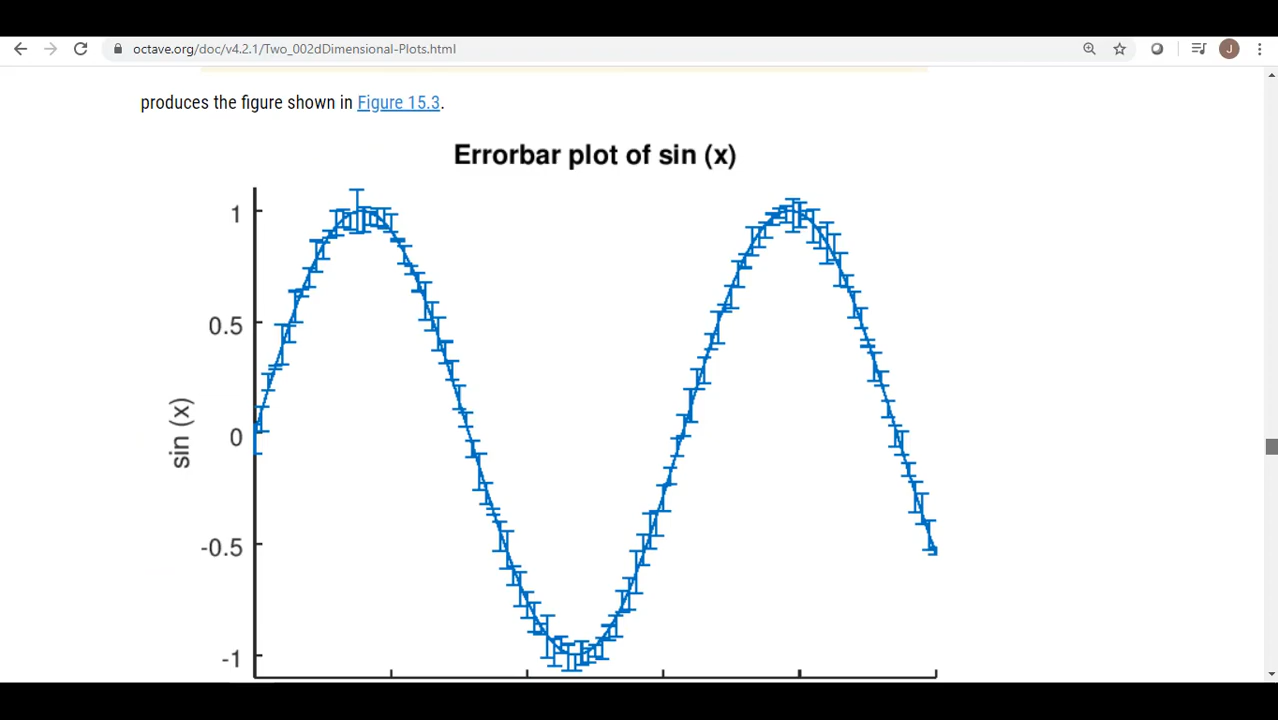 octave.org/doc/v4.2.1/Two_002dDimensional-Plots.html
J
produces the figure shown in Figure 15.3.
Errorbar plot of sin (x)
1
0.5
0
-0.5
-1
sin (x)